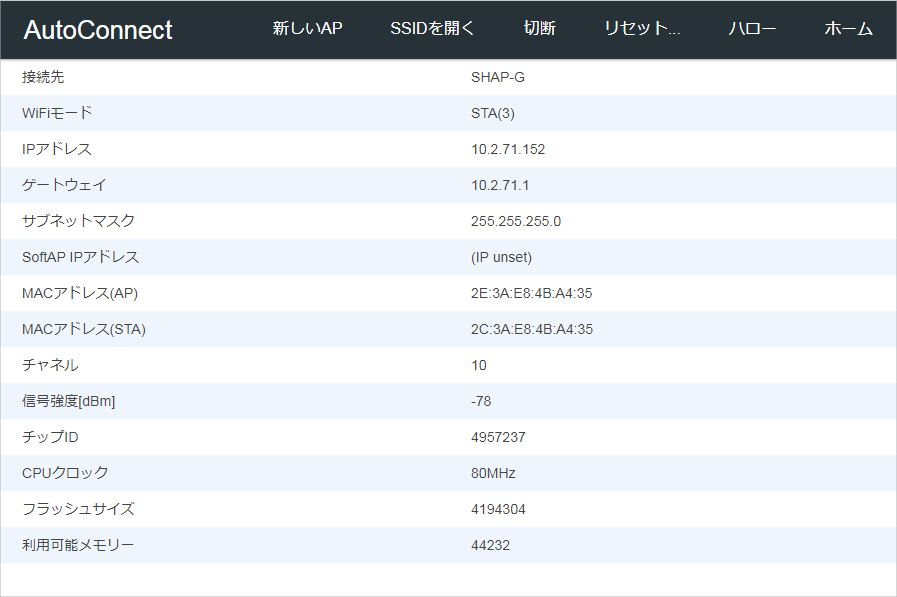 AutoConnect 新しいAP SSIDを開く 切断 リセット... ハロー ホーム
接続先 SHAP-G
WiFiモード STA(3)
IPアドレス 10.2.71.152
ゲートウェイ 10.2.71.1
サブネットマスク 255.255.255.0
SoftAP IPアドレス (IP unset)
MACアドレス(AP) 2E:3A:E8:4B:A4:35
MACアドレス(STA) 2C:3A:E8:4B:A4:35
チャネル 10
信号強度[dBm] -78
チップID 4957237
CPUクロック 80MHz
フラッシュサイズ 4194304
利用可能メモリー 44232